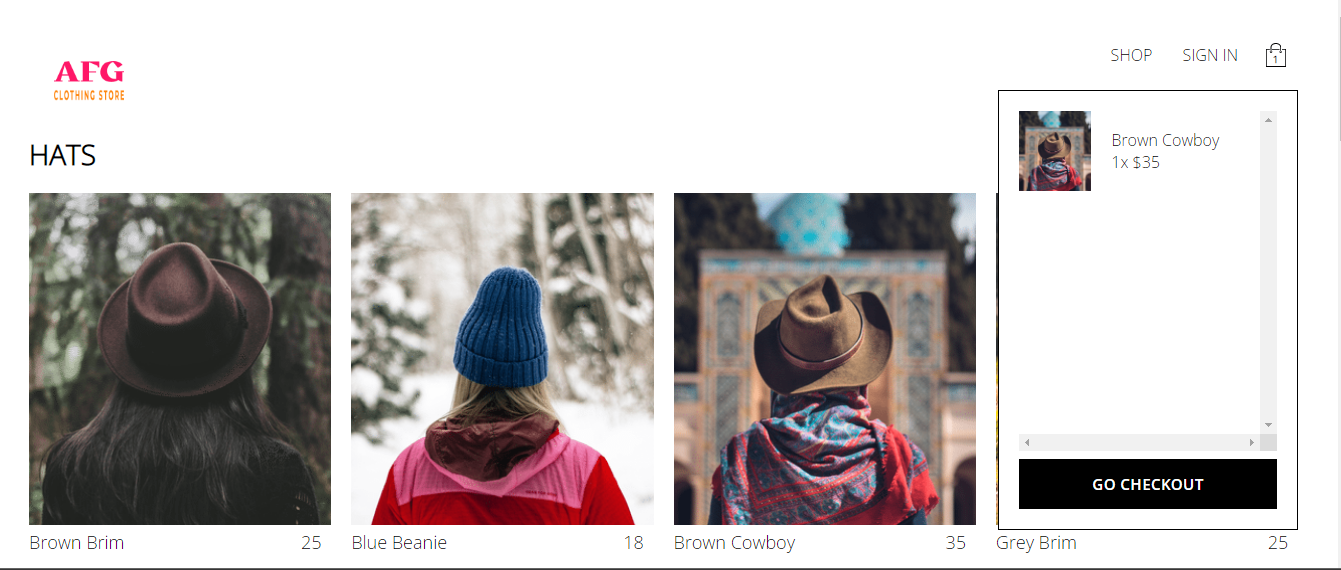 SHOP SIGN IN 1
AFG
CLOTHING STORE
HATS
Brown Cowboy
1x $35
GO CHECKOUT
Brown Brim 25
Blue Beanie 18
Brown Cowboy 35
Grey Brim 25